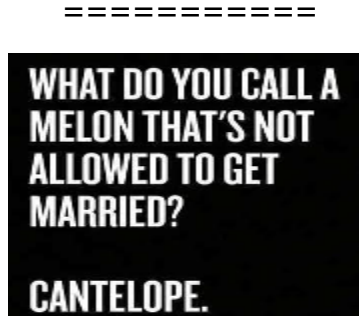 ===========
WHAT DO YOU CALL A
MELON THAT'S NOT
ALLOWED TO GET
MARRIED?
CANTELOPE.